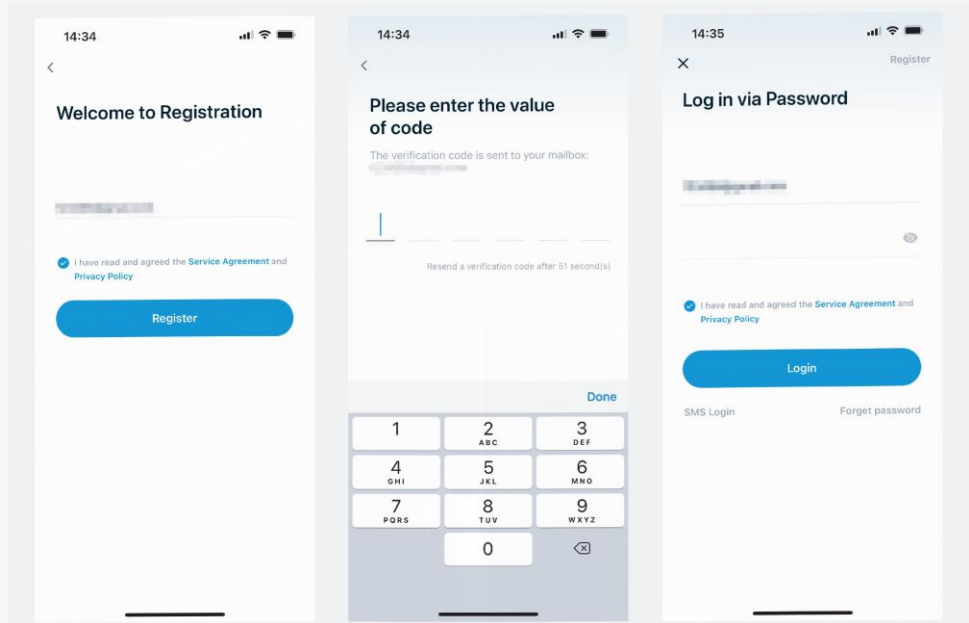 14:34
Welcome to Registration
I have read and agreed the Service Agreement and
Privacy Policy
Register
14:34
Please enter the value
of code
The verification code is sent to your mailbox:
Resend a verification code after 51 second(s)
Done
1
2
ABC
3
DEF
4
GHI
5
JKL
6
MNO
7
PQRS
8
TUV
9
WXYZ
0
14:35
Register
Log in via Password
I have read and agreed the Service Agreement and
Privacy Policy
Login
SMS Login
Forget password